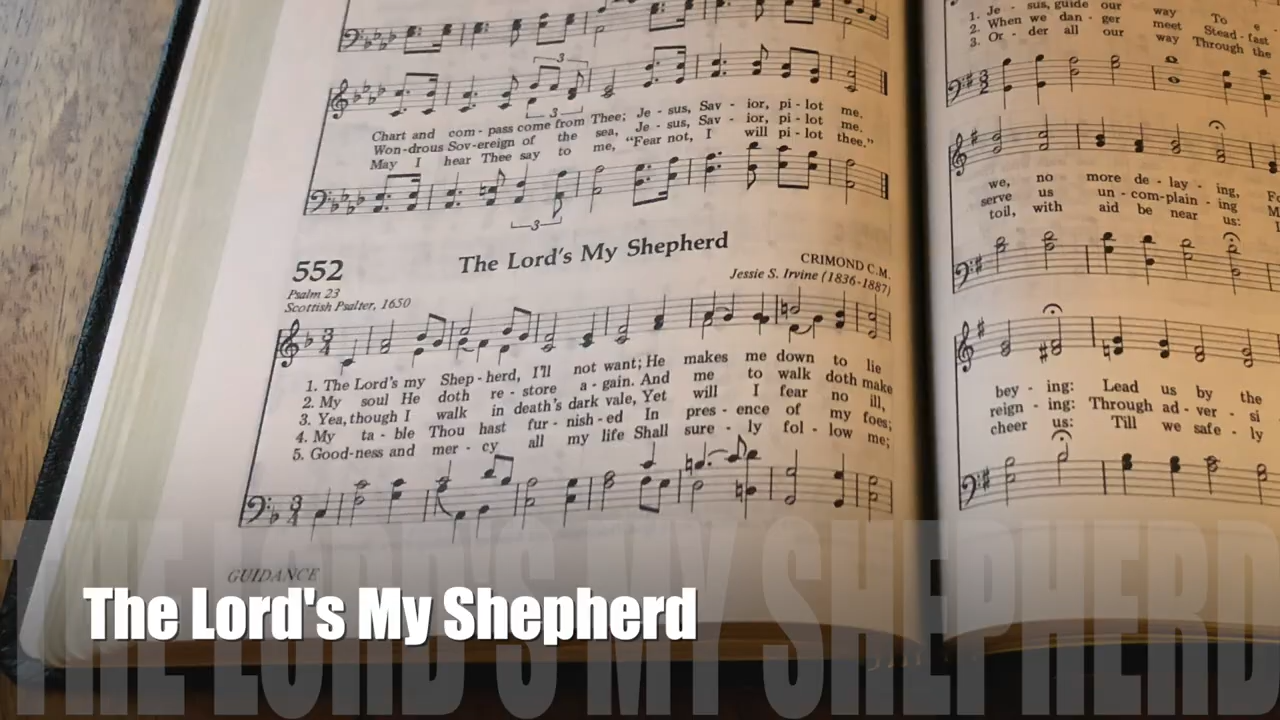 Chart and com - pass come from Thee; Je - sus, Sav - ior, pi - lot me.
Won-drous Sov-ereign of the sea, Je - sus, Sav - ior, pi - lot me.
May I hear Thee say to me, "Fear not, I will pi - lot thee."
552
The Lord's My Shepherd
CRIMOND C.M.
Psalm 23
Scottish Psalter, 1650
Jessie S. Irvine (1836-1887)
1. The Lord's my Shep - herd, I'll not want; He makes me down to lie
2. My soul He doth re - store a - gain. And me to walk doth make
3. Yea, though I walk in death's dark vale, Yet will I fear no ill,
4. My ta - ble Thou hast fur - nish - ed In pres - ence of my foes;
5. Good-ness and mer - cy all my life Shall sure - ly fol - low me;
GUIDANCE
1. Je - sus, guide our way To e
2. When we dan - ger meet Stead - fast
3. Or - der all our way Through the
we, no more de - lay - ing,
serve us un - com-plain - ing
toil, with aid be near us:
bey - ing: Lead us by the
reign - ing: Through ad - ver - si
cheer us: Till we safe - ly
The Lord's My Shepherd
THE LORD'S MY SHEPHERD